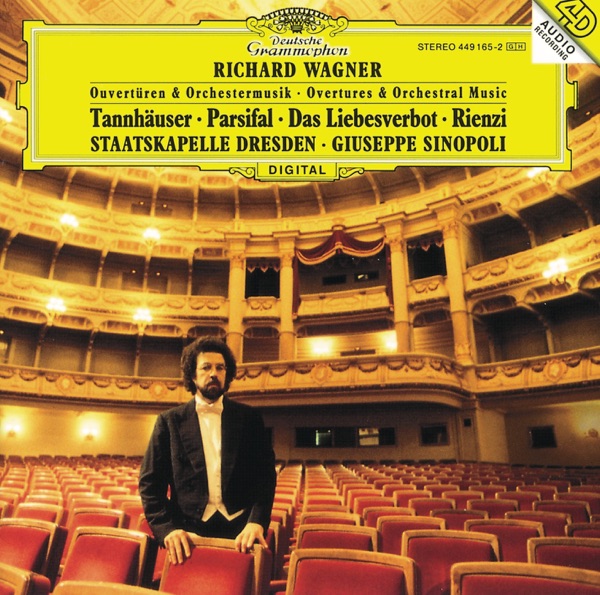 Deutsche
Grammophon
STEREO 449 165-2 GH
4D
AUDIO
RECORDING
RICHARD WAGNER
Ouvertüren & Orchestermusik · Overtures & Orchestral Music
Tannhäuser · Parsifal · Das Liebesverbot · Rienzi
STAATSKAPELLE DRESDEN · GIUSEPPE SINOPOLI
DIGITAL